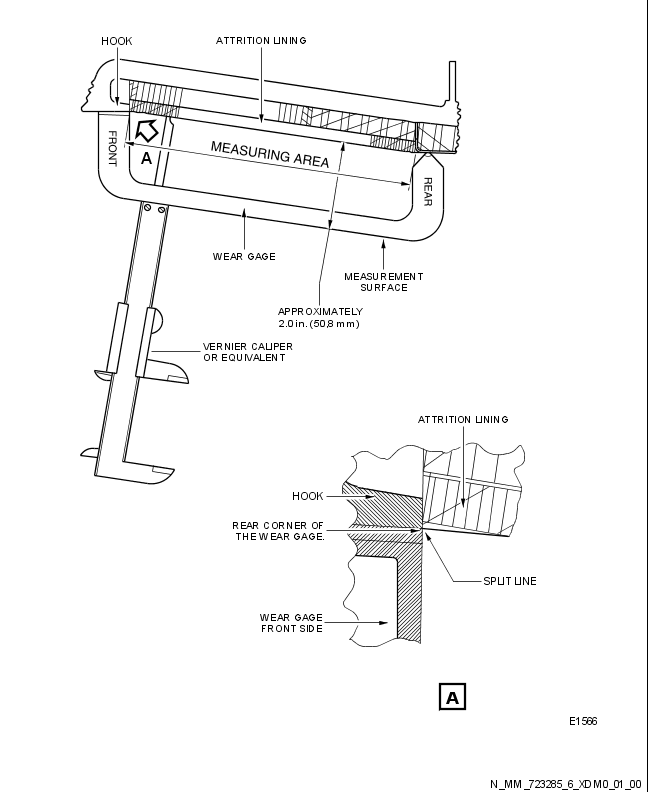 HOOK
ATTRITION LINING
FRONT
A
MEASURING AREA
REAR
WEAR GAGE
MEASUREMENT
SURFACE
APPROXIMATELY
2.0 in. (50,8 mm)
VERNIER CALIPER
OR EQUIVALENT
ATTRITION LINING
HOOK
REAR CORNER OF
THE WEAR GAGE.
SPLIT LINE
WEAR GAGE
FRONT SIDE
A
E1566
N_MM_723285_6_XDM0_01_00